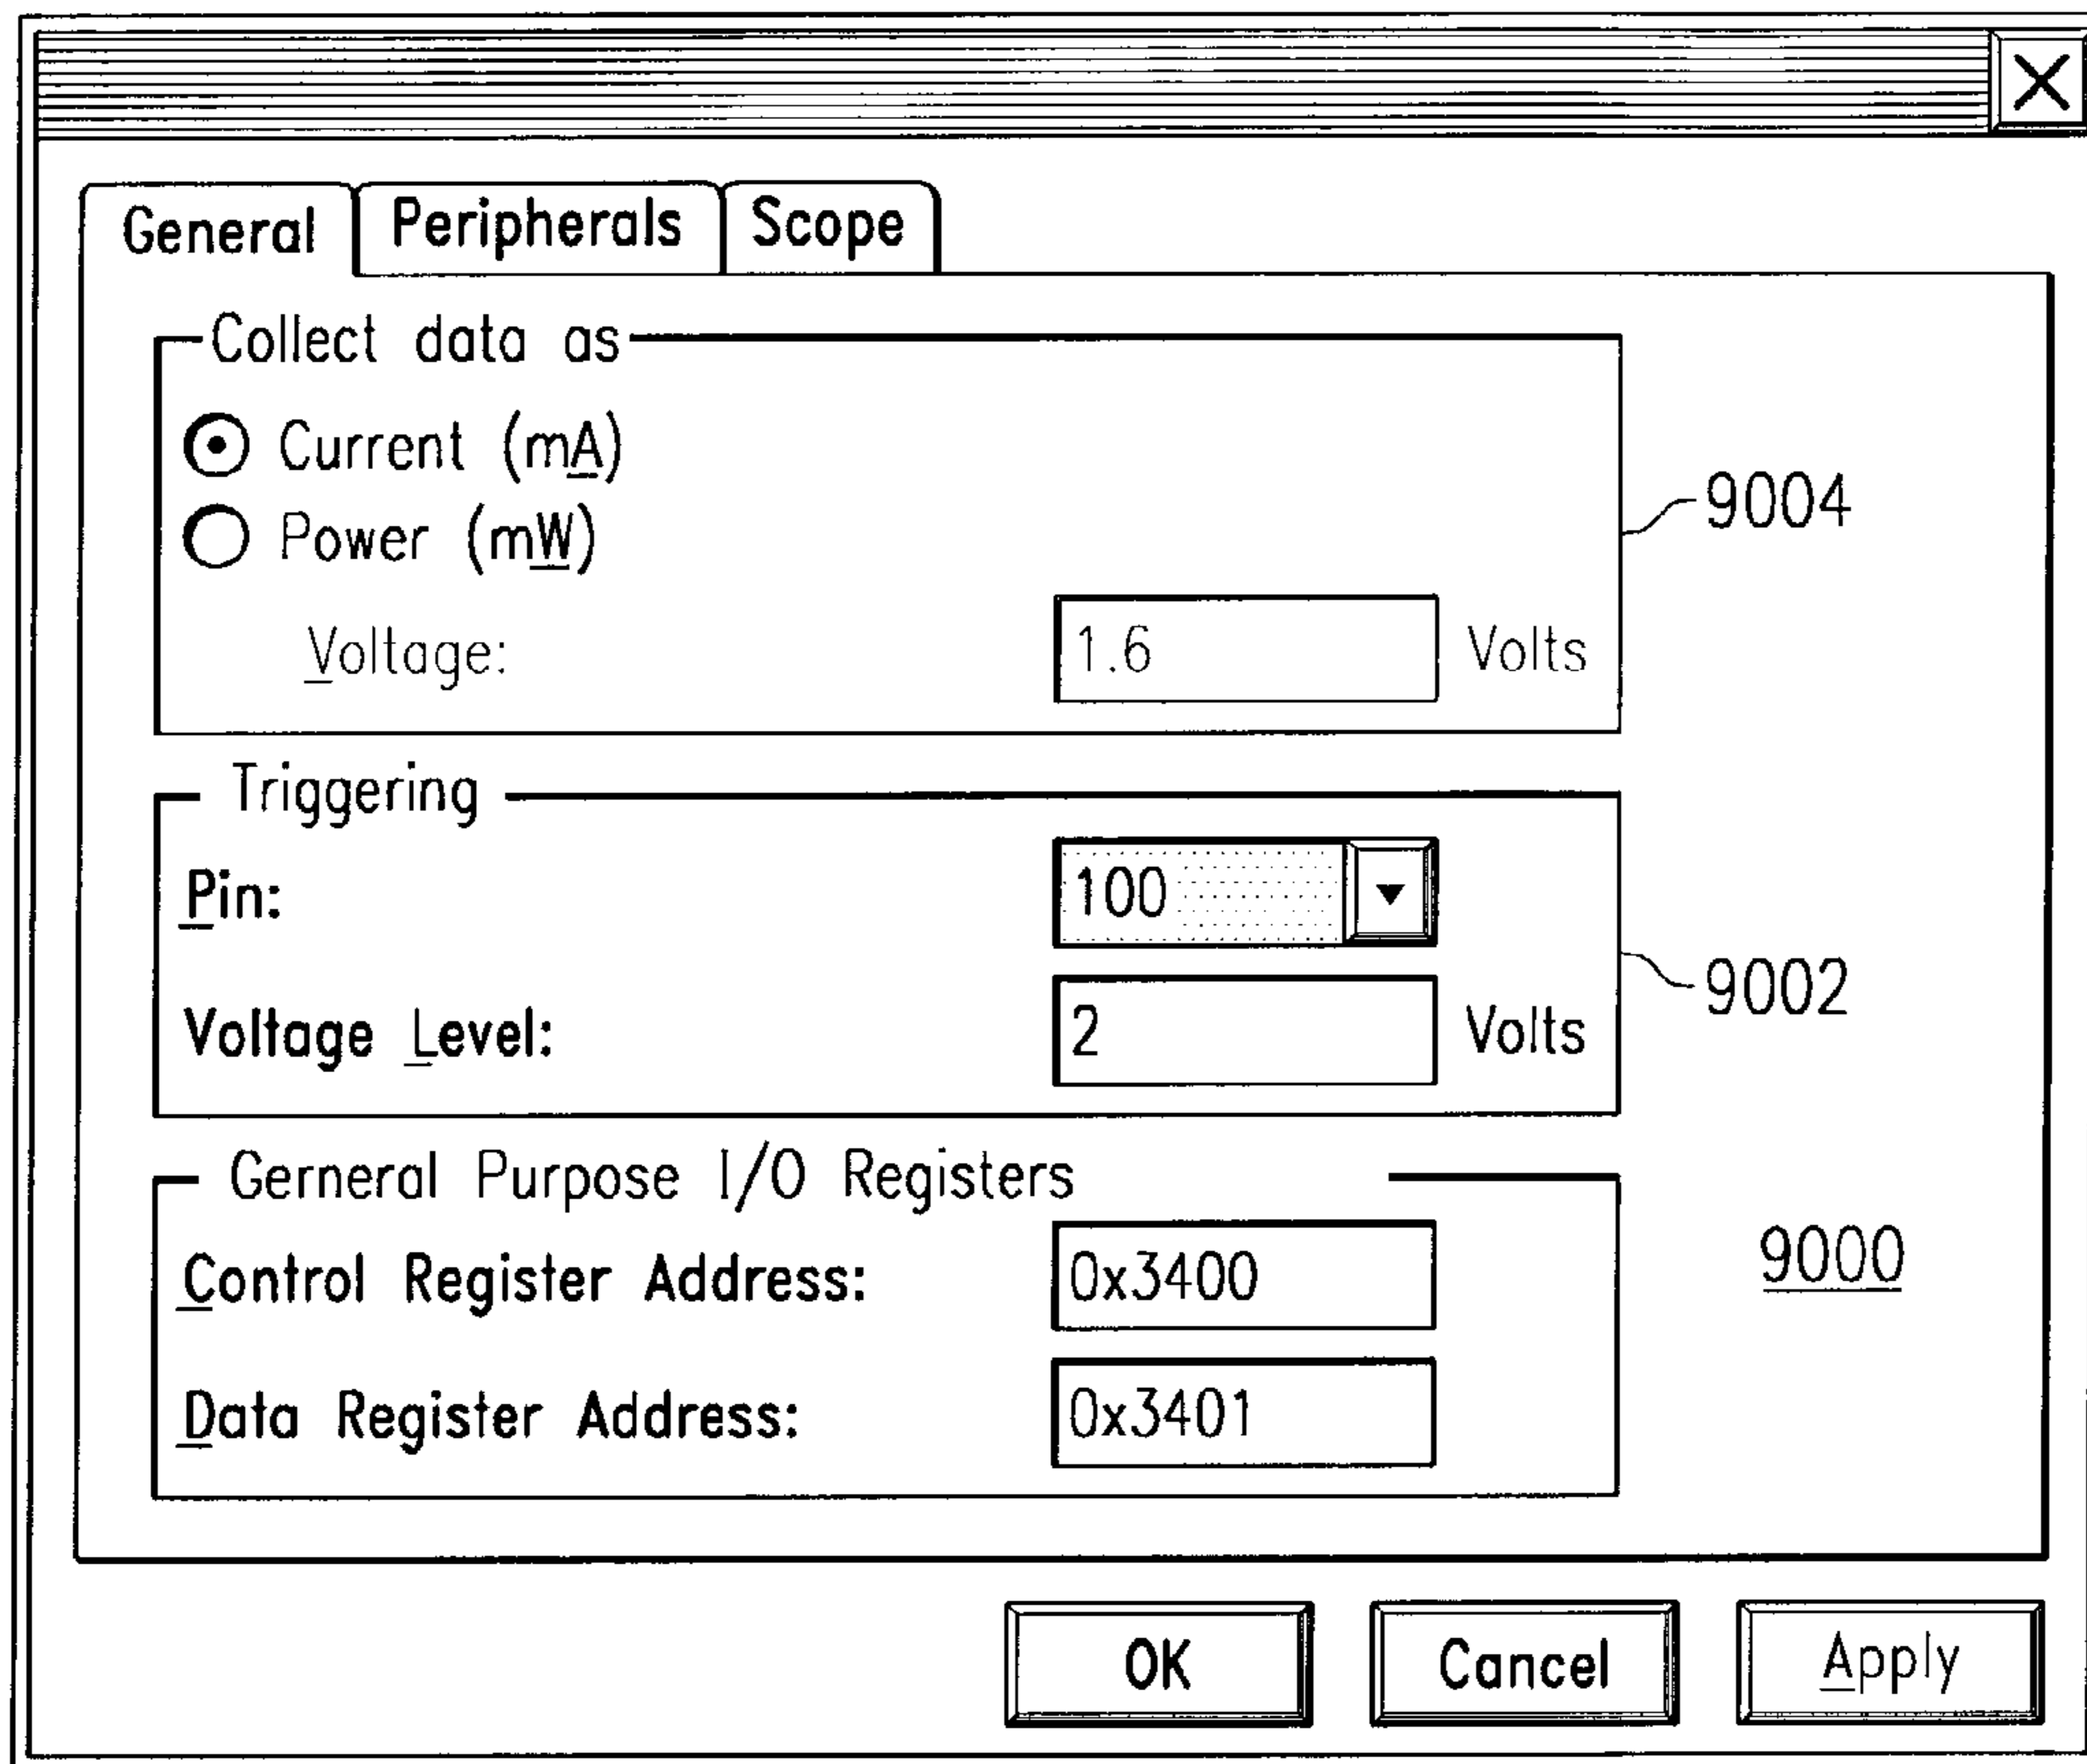 General Peripherals Scope
Collect data as
Current (mA)
Power (mW)
9004
Voltage: 1.6 Volts
Triggering
Pin: 100
9002
Voltage Level: 2 Volts
Gerneral Purpose I/O Registers
Control Register Address: 0x3400
9000
Data Register Address: 0x3401
OK Cancel Apply